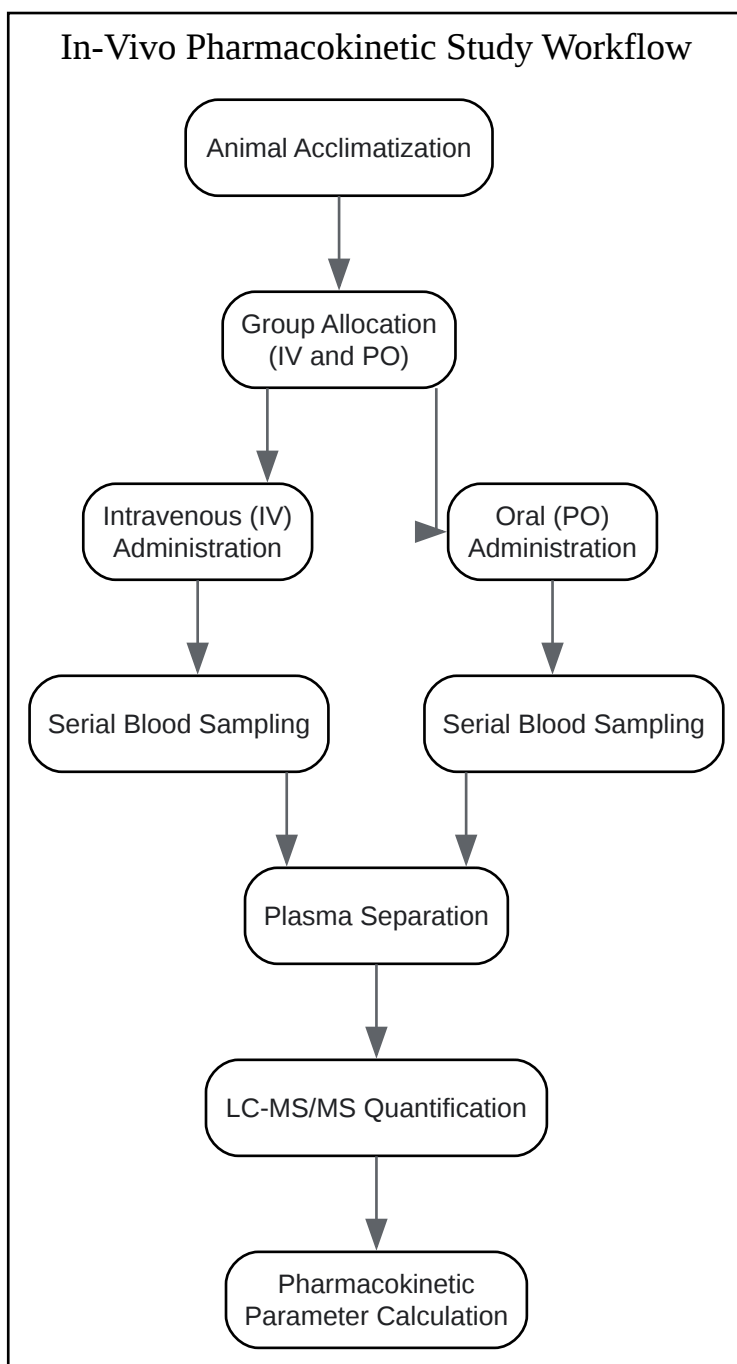 In-Vivo Pharmacokinetic Study Workflow
Animal Acclimatization
Group Allocation
(IV and PO)
Intravenous (IV)
Administration
Oral (PO)
Administration
Serial Blood Sampling
Serial Blood Sampling
Plasma Separation
LC-MS/MS Quantification
Pharmacokinetic
Parameter Calculation